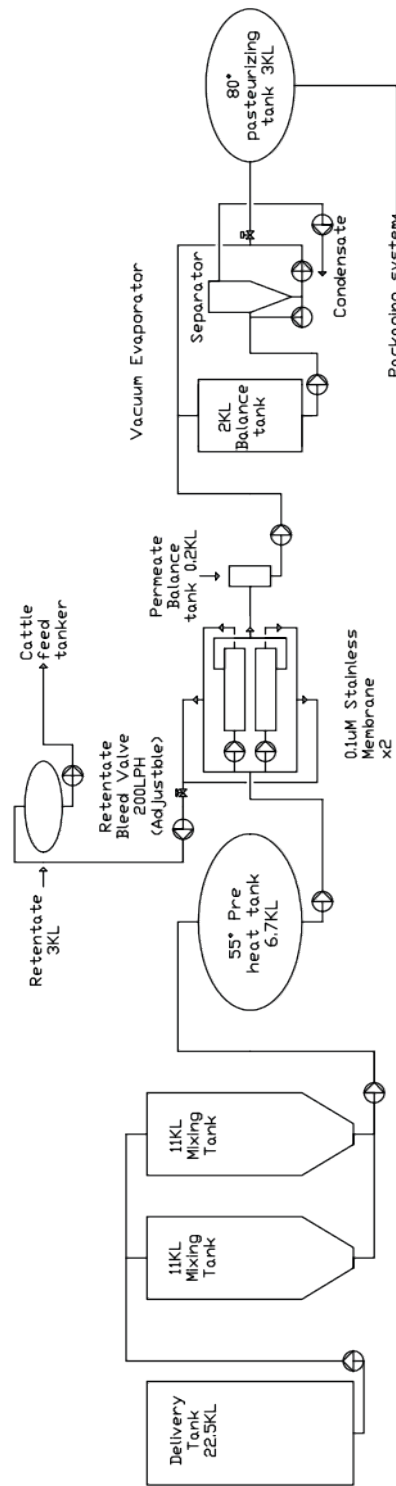 Delivery
Tank
22.5KL
11KL
Mixing
Tank
11KL
Mixing
Tank
55° Pre
heat tank
6.7KL
Retentate
3KL
Cattle
feed
tanker
Retentate
Bleed Valve
200LPH
(Adjustble)
0.1uM Stainless
Membrane
x2
Permeate
Balance
tank 0.2KL
Vacuum Evaporator
2KL
Balance
tank
Separator
Condensate
80°
pasteurizing
tank 3KL
Packaging system